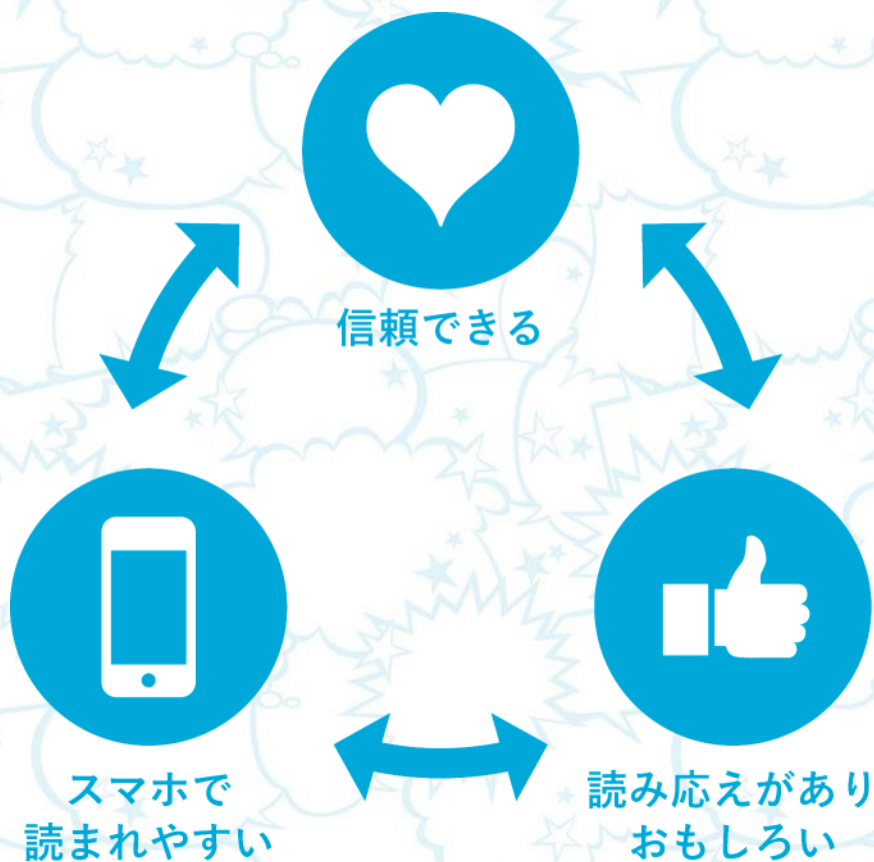 信頼できる
スマホで
読まれやすい
読み応えがあり
おもしろい